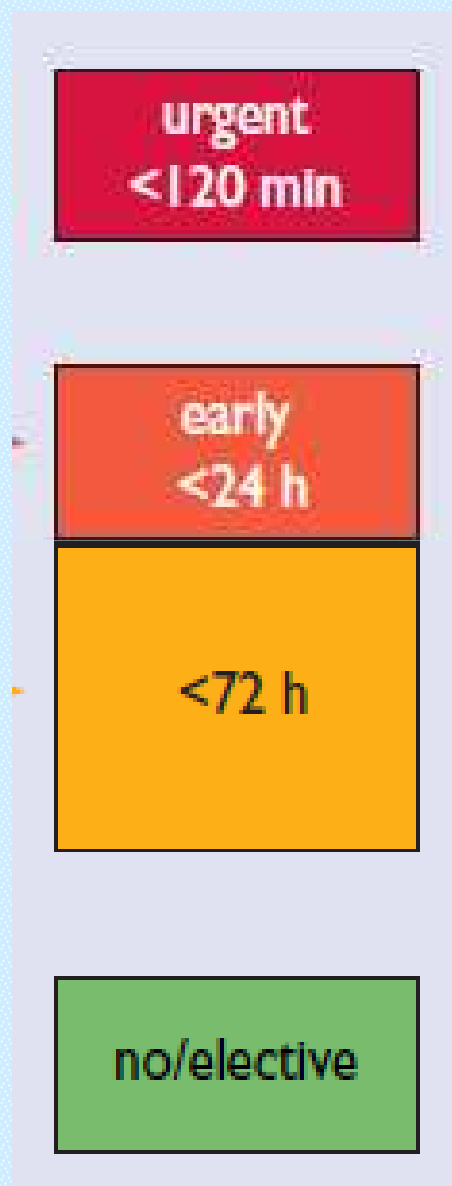 urgent
<120 min
early
<24 h
<72 h
no/elective